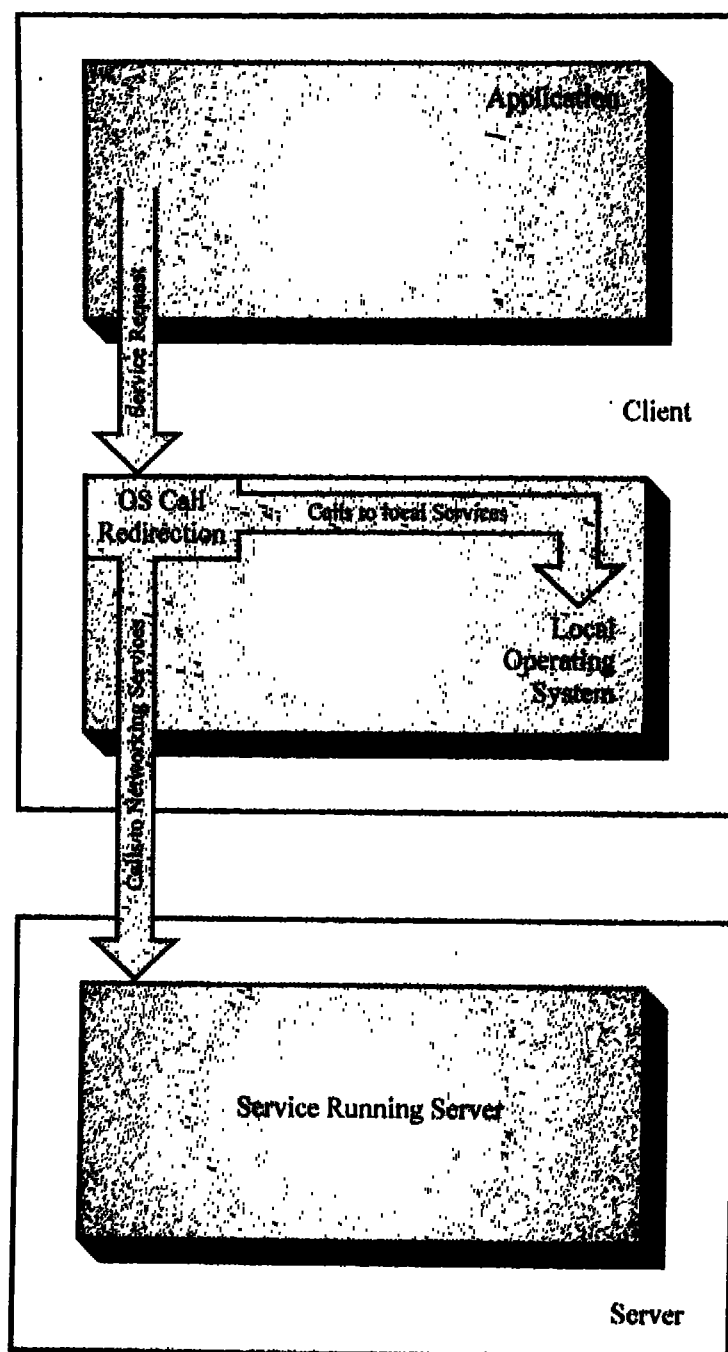 Application
Service Request
Client
OS Call
Redirection
Calls to local Services
Local
Operating
System
Calls to Networking Services
Service Running Server
Server